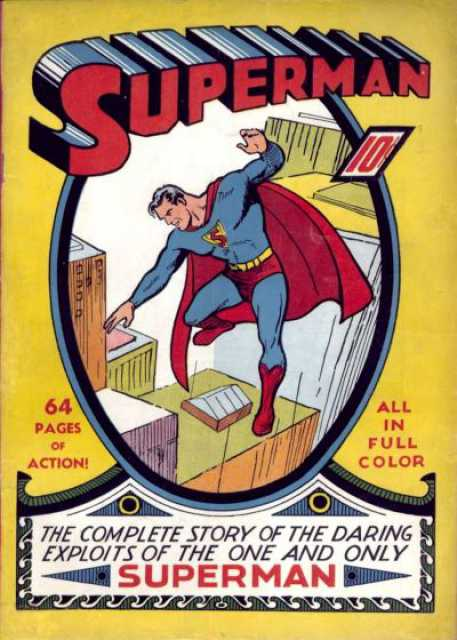 SUPERMAN
10¢
S
64
PAGES
OF
ACTION!
ALL
IN
FULL
COLOR
THE COMPLETE STORY OF THE DARING
EXPLOITS OF THE ONE AND ONLY
SUPERMAN